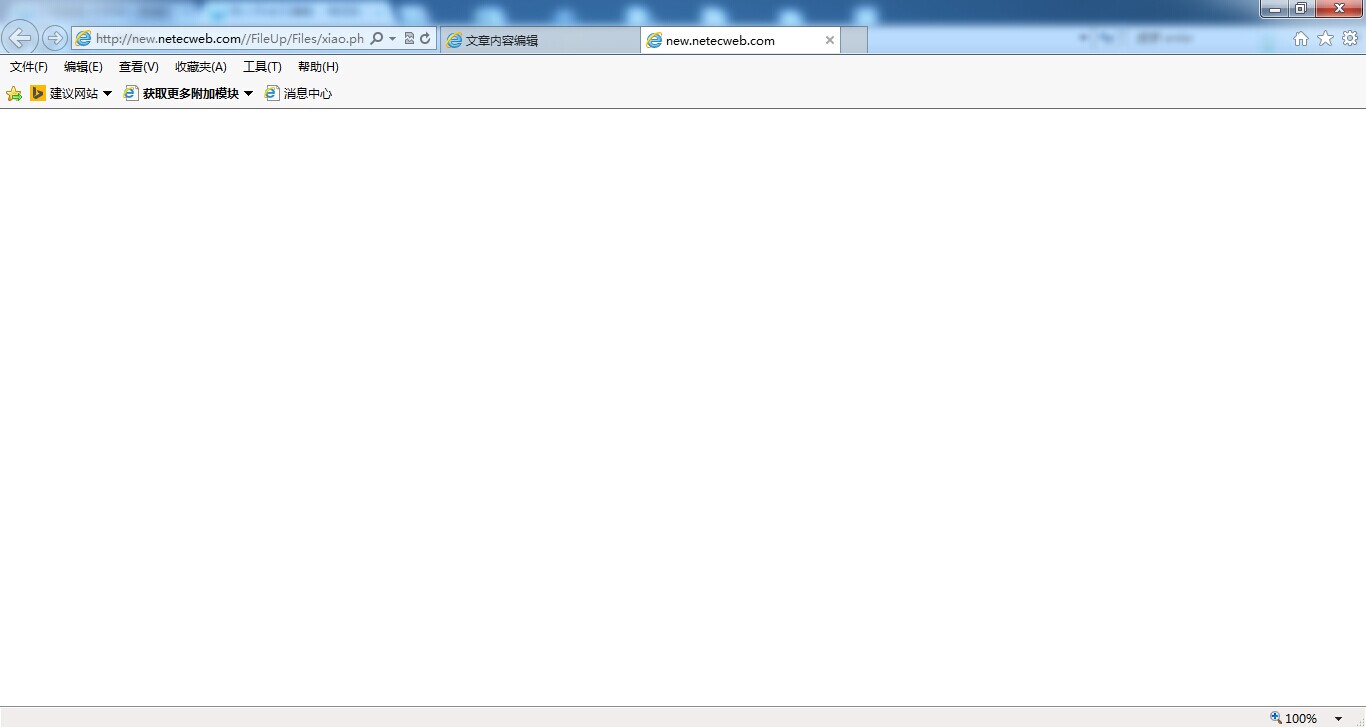 http://new.netecweb.com//FileUp/Files/xiao.ph
文章内容编辑
new.netecweb.com
文件(F) 编辑(E) 查看(V) 收藏夹(A) 工具(T) 帮助(H)
建议网站 获取更多附加模块 消息中心
100%